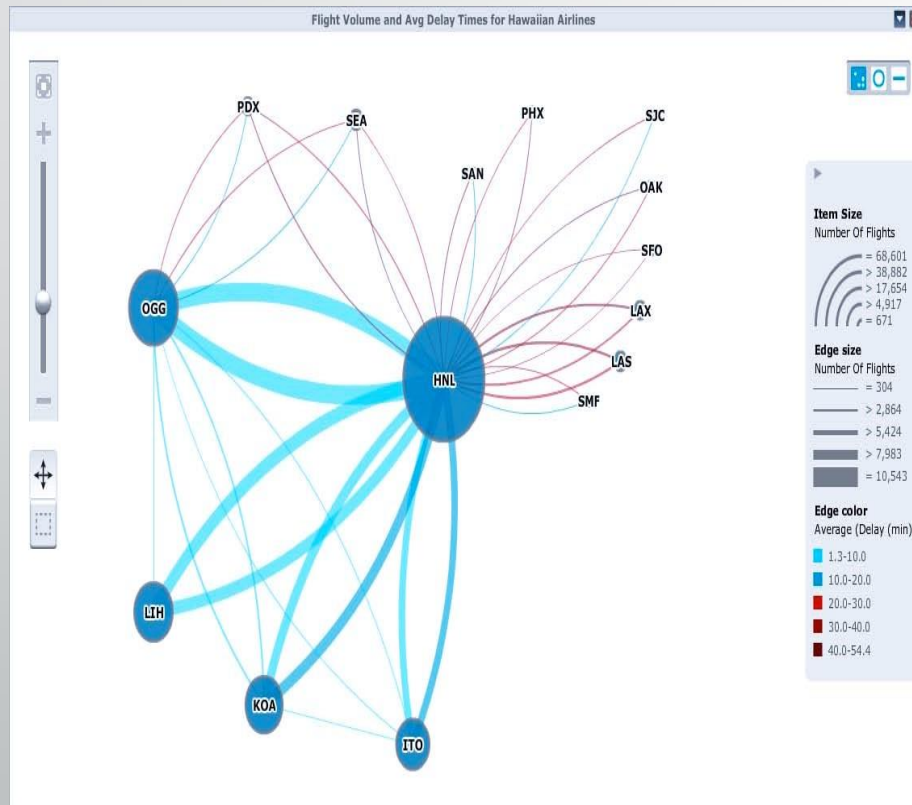 Flight Volume and Avg Delay Times for Hawaiian Airlines
PDX
SEA
PHX
SJC
SAN
OAK
SFO
OGG
LAX
LAS
HNL
SMF
LIH
KOA
ITO
Item Size
Number Of Flights
= 68,601
> 38,882
> 17,654
> 4,917
= 671
Edge size
Number Of Flights
= 304
> 2,864
> 5,424
> 7,983
= 10,543
Edge color
Average (Delay (min)
1.3-10.0
10.0-20.0
20.0-30.0
30.0-40.0
40.0-54.4